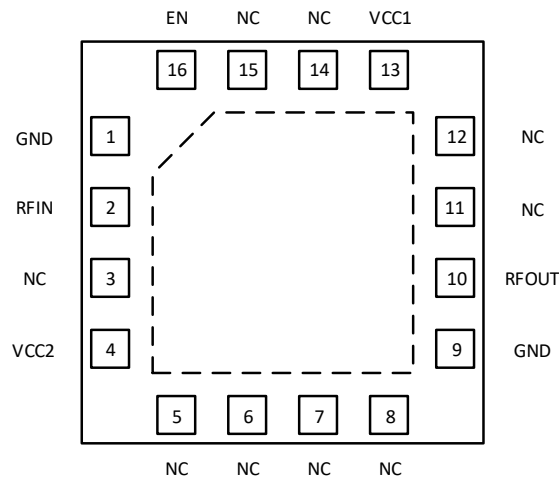 EN NC NC VCC1
16 15 14 13
GND 1 12 NC
RFIN 2 11 NC
NC 3 10 RFOUT
VCC2 4 9 GND
5 6 7 8
NC NC NC NC